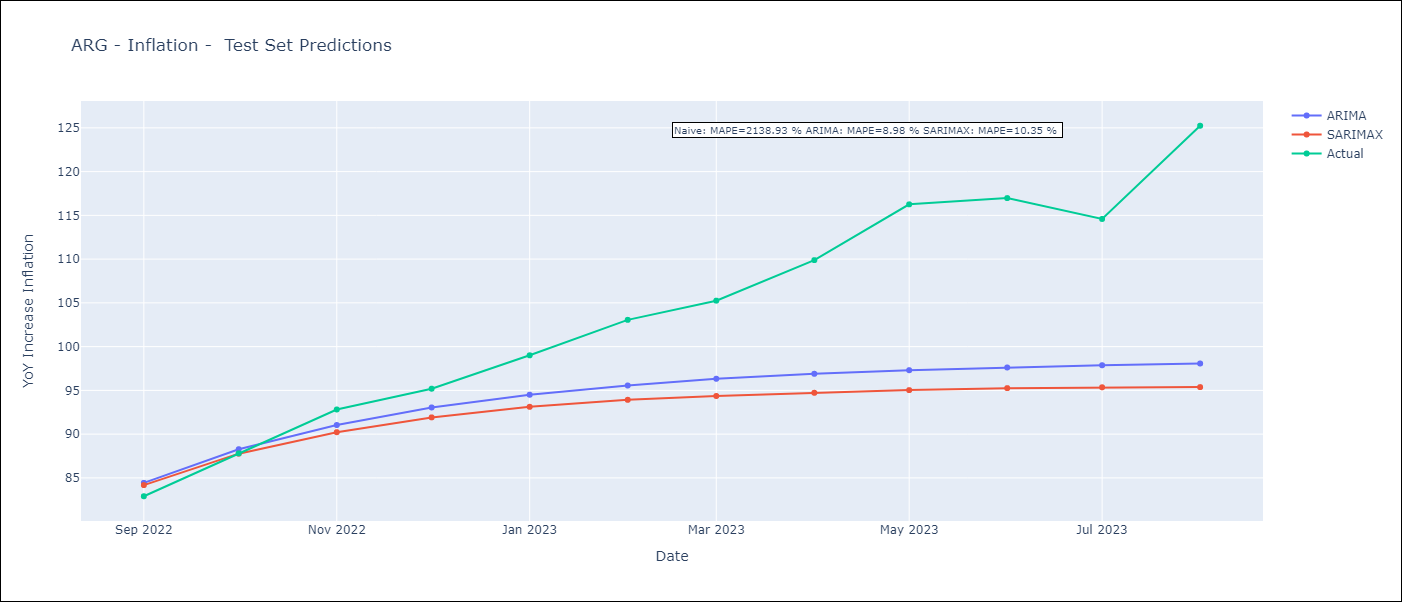 ARG - Inflation -  Test Set Predictions
Naive: MAPE=2138.93 % ARIMA: MAPE=8.98 % SARIMAX: MAPE=10.35 %
ARIMA
SARIMAX
Actual
YoY Increase Inflation
125
120
115
110
105
100
95
90
85
Sep 2022
Nov 2022
Jan 2023
Mar 2023
May 2023
Jul 2023
Date